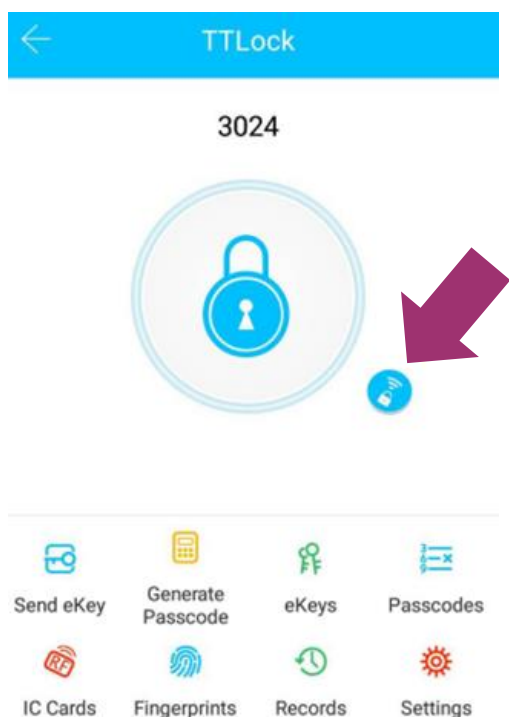 TTLock
3024
Send eKey
Generate
Passcode
eKeys
Passcodes
IC Cards
Fingerprints
Records
Settings